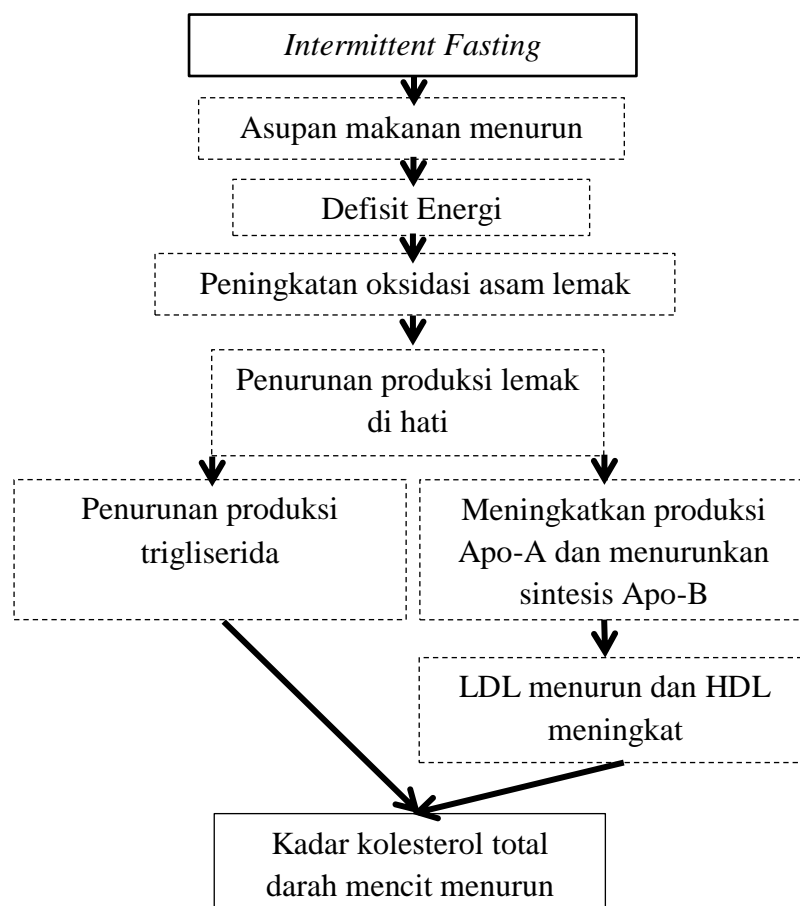 Intermittent Fasting
Asupan makanan menurun
Defisit Energi
Peningkatan oksidasi asam lemak
Penurunan produksi lemak
di hati
Penurunan produksi
trigliserida
Meningkatkan produksi
Apo-A dan menurunkan
sintesis Apo-B
LDL menurun dan HDL
meningkat
Kadar kolesterol total
darah mencit menurun